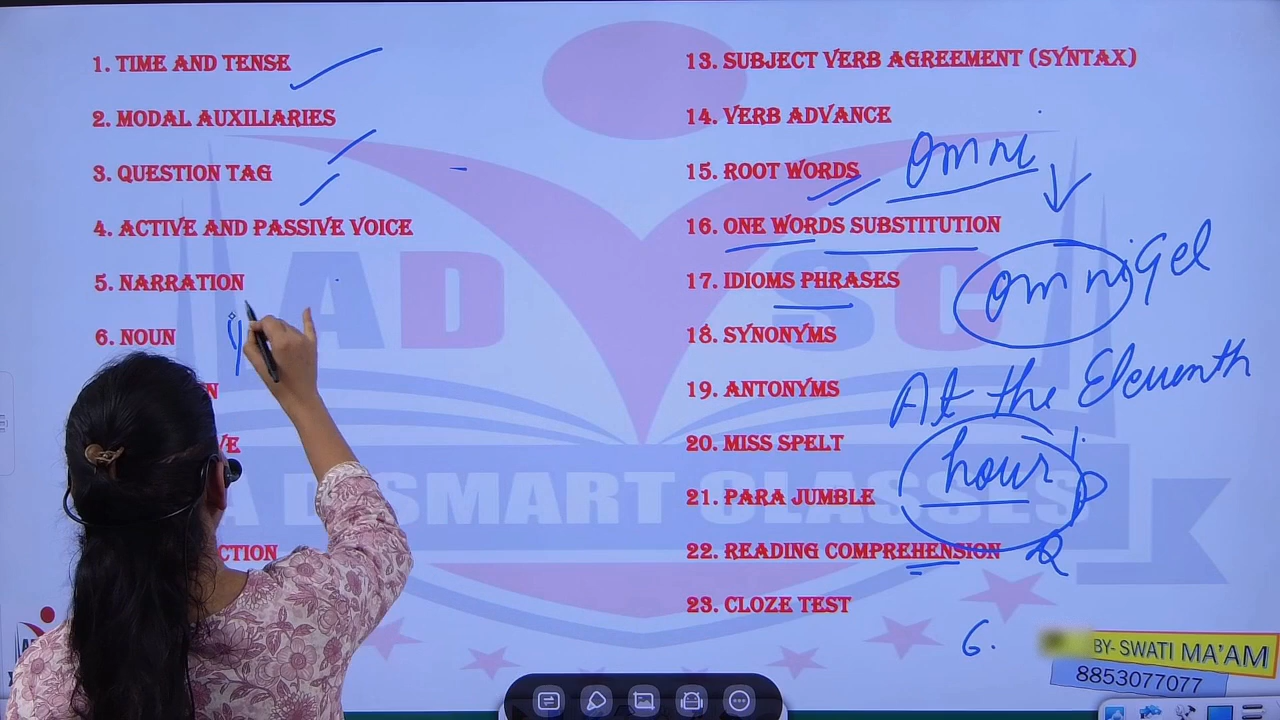 1. TIME AND TENSE
2. MODAL AUXILIARIES
3. QUESTION TAG
4. ACTIVE AND PASSIVE VOICE
5. NARRATION
6. NOUN
13. SUBJECT VERB AGREEMENT (SYNTAX)
14. VERB ADVANCE
15. ROOT WORDS
Omni
16. ONE WORDS SUBSTITUTION
omnigel
17. IDIOMS PHRASES
18. SYNONYMS
19. ANTONYMS
At the Eleventh
hour
20. MISS SPELT
21. PARA JUMBLE
22. READING COMPREHENSION
23. CLOZE TEST
6.
A D SMART CLASSES
BY- SWATI MA'AM
8853077077